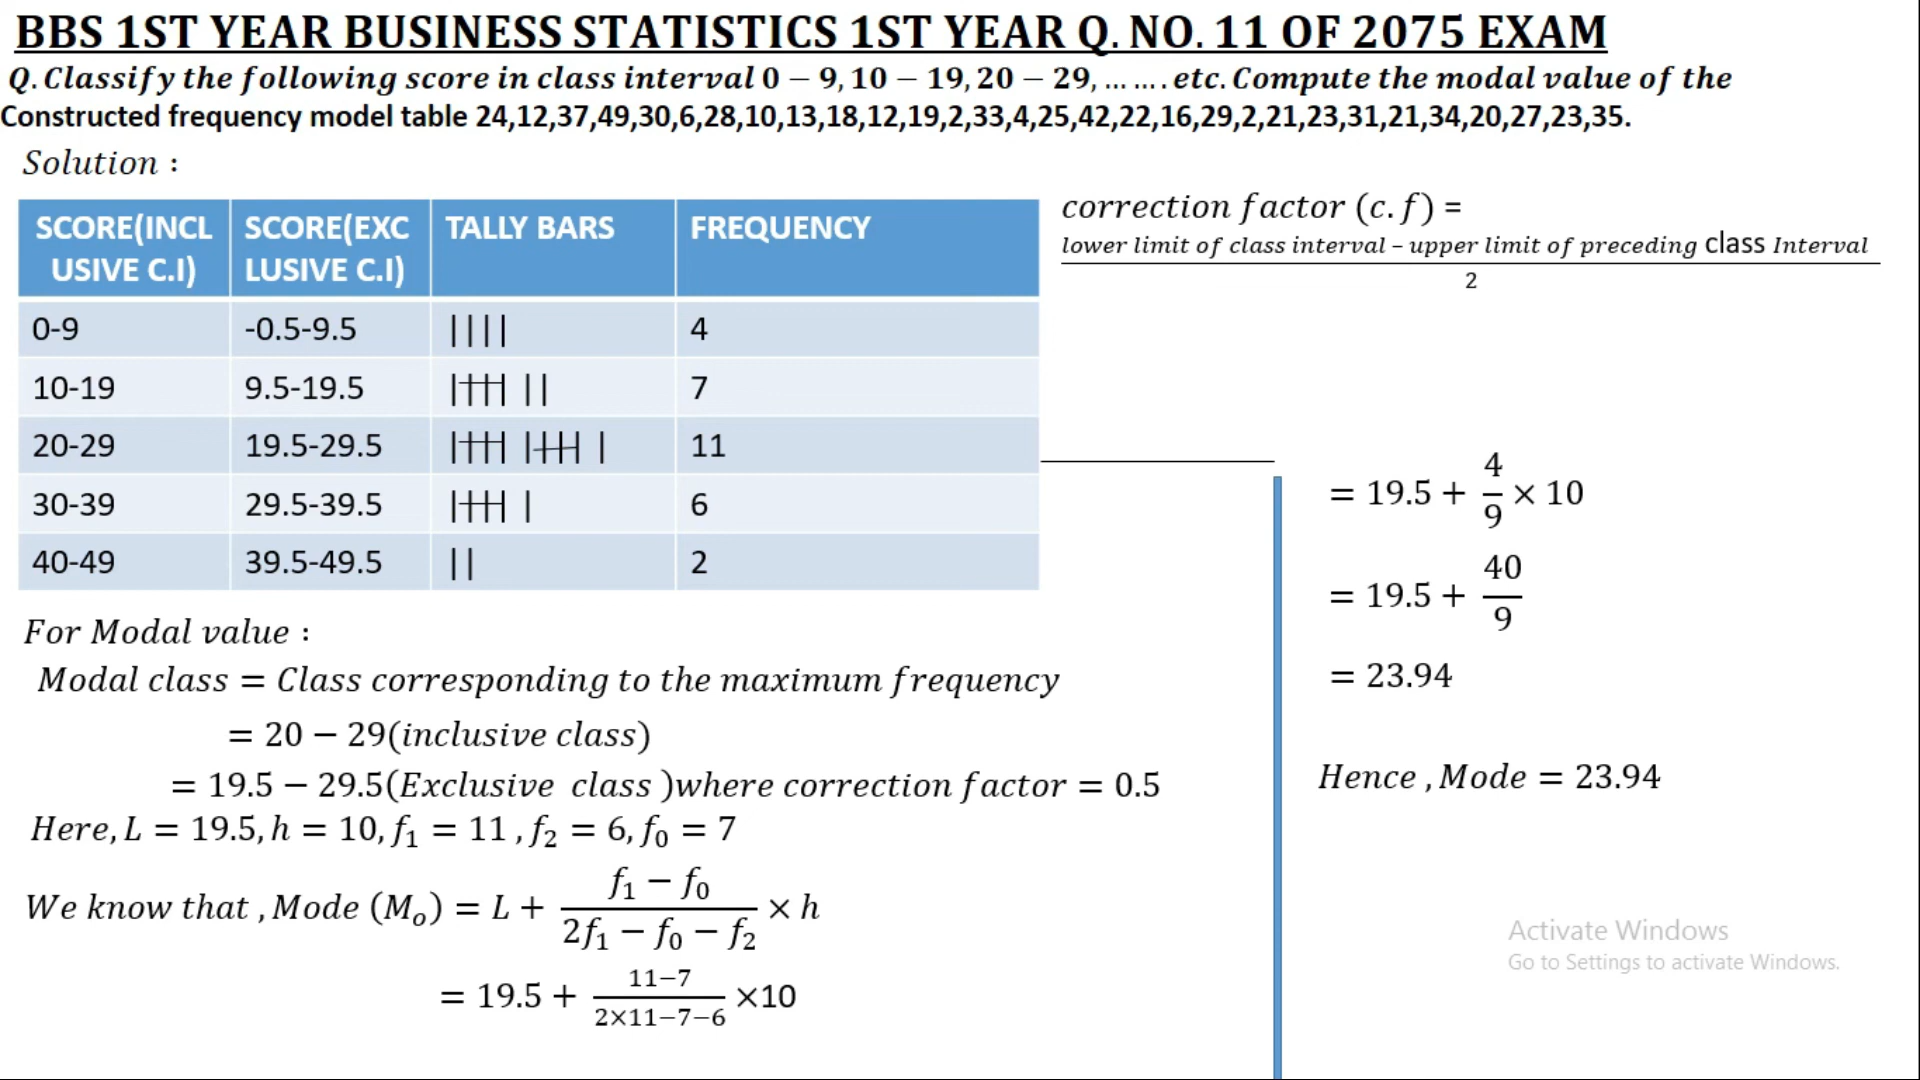 BBS 1ST YEAR BUSINESS STATISTICS 1ST YEAR Q. NO. 11 OF 2075 EXAM
Q. Classify the following score in class interval 0 − 9, 10 − 19, 20 − 29, ... ... . etc. Compute the modal value of the
Constructed frequency model table 24,12,37,49,30,6,28,10,13,18,12,19,2,33,4,25,42,22,16,29,2,21,23,31,21,34,20,27,23,35.
Solution :
SCORE(INCL USIVE C.I) SCORE(EXC LUSIVE C.I) TALLY BARS FREQUENCY
0-9 -0.5-9.5 |||| 4
10-19 9.5-19.5 |||| || 7
20-29 19.5-29.5 |||| |||| | 11
30-39 29.5-39.5 |||| | 6
40-49 39.5-49.5 || 2
correction factor (c. f) =
lower limit of class interval – upper limit of preceding class Interval
2
For Modal value :
Modal class = Class corresponding to the maximum frequency
= 20 − 29(inclusive class)
= 19.5 − 29.5(Exclusive class )where correction factor = 0.5
Here, L = 19.5, h = 10, f₁ = 11 , f₂ = 6, f₀ = 7
We know that , Mode (Mₒ) = L + (f₁ − f₀)/(2f₁ − f₀ − f₂) × h
= 19.5 + (11−7)/(2×11−7−6) ×10
= 19.5 + 4/9 × 10
= 19.5 + 40/9
= 23.94
Hence , Mode = 23.94
Activate Windows
Go to Settings to activate Windows.